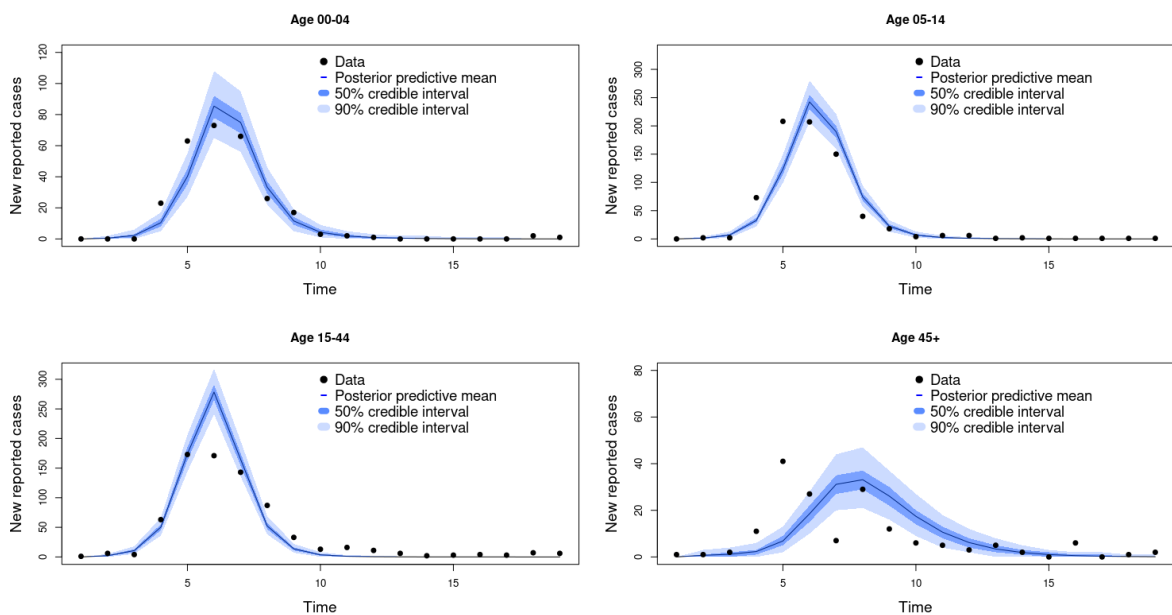 Age 00-04
New reported cases
0 20 40 60 80 100 120
Data
Posterior predictive mean
50% credible interval
90% credible interval
5 10 15
Time
Age 05-14
New reported cases
0 50 100 150 200 250 300
Data
Posterior predictive mean
50% credible interval
90% credible interval
5 10 15
Time
Age 15-44
New reported cases
0 50 100 150 200 250 300
Data
Posterior predictive mean
50% credible interval
90% credible interval
5 10 15
Time
Age 45+
New reported cases
0 20 40 60 80
Data
Posterior predictive mean
50% credible interval
90% credible interval
5 10 15
Time